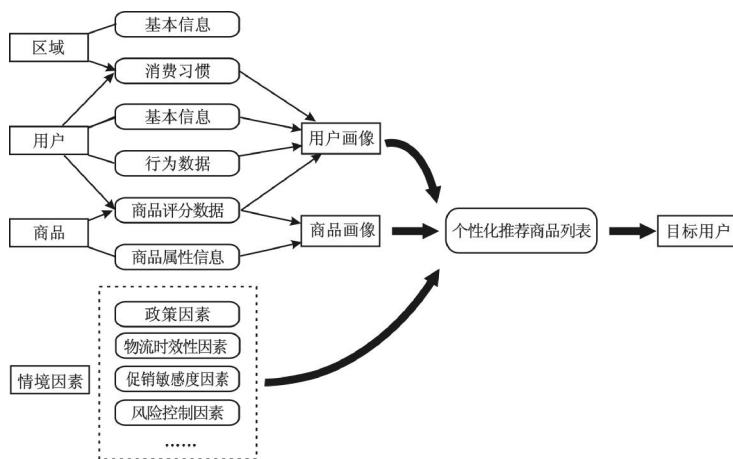 区域
基本信息
消费习惯
用户
基本信息
行为数据
商品评分数据
商品
商品属性信息
用户画像
商品画像
个性化推荐商品列表
目标用户
情境因素
政策因素
物流时效性因素
促销敏感度因素
风险控制因素
……